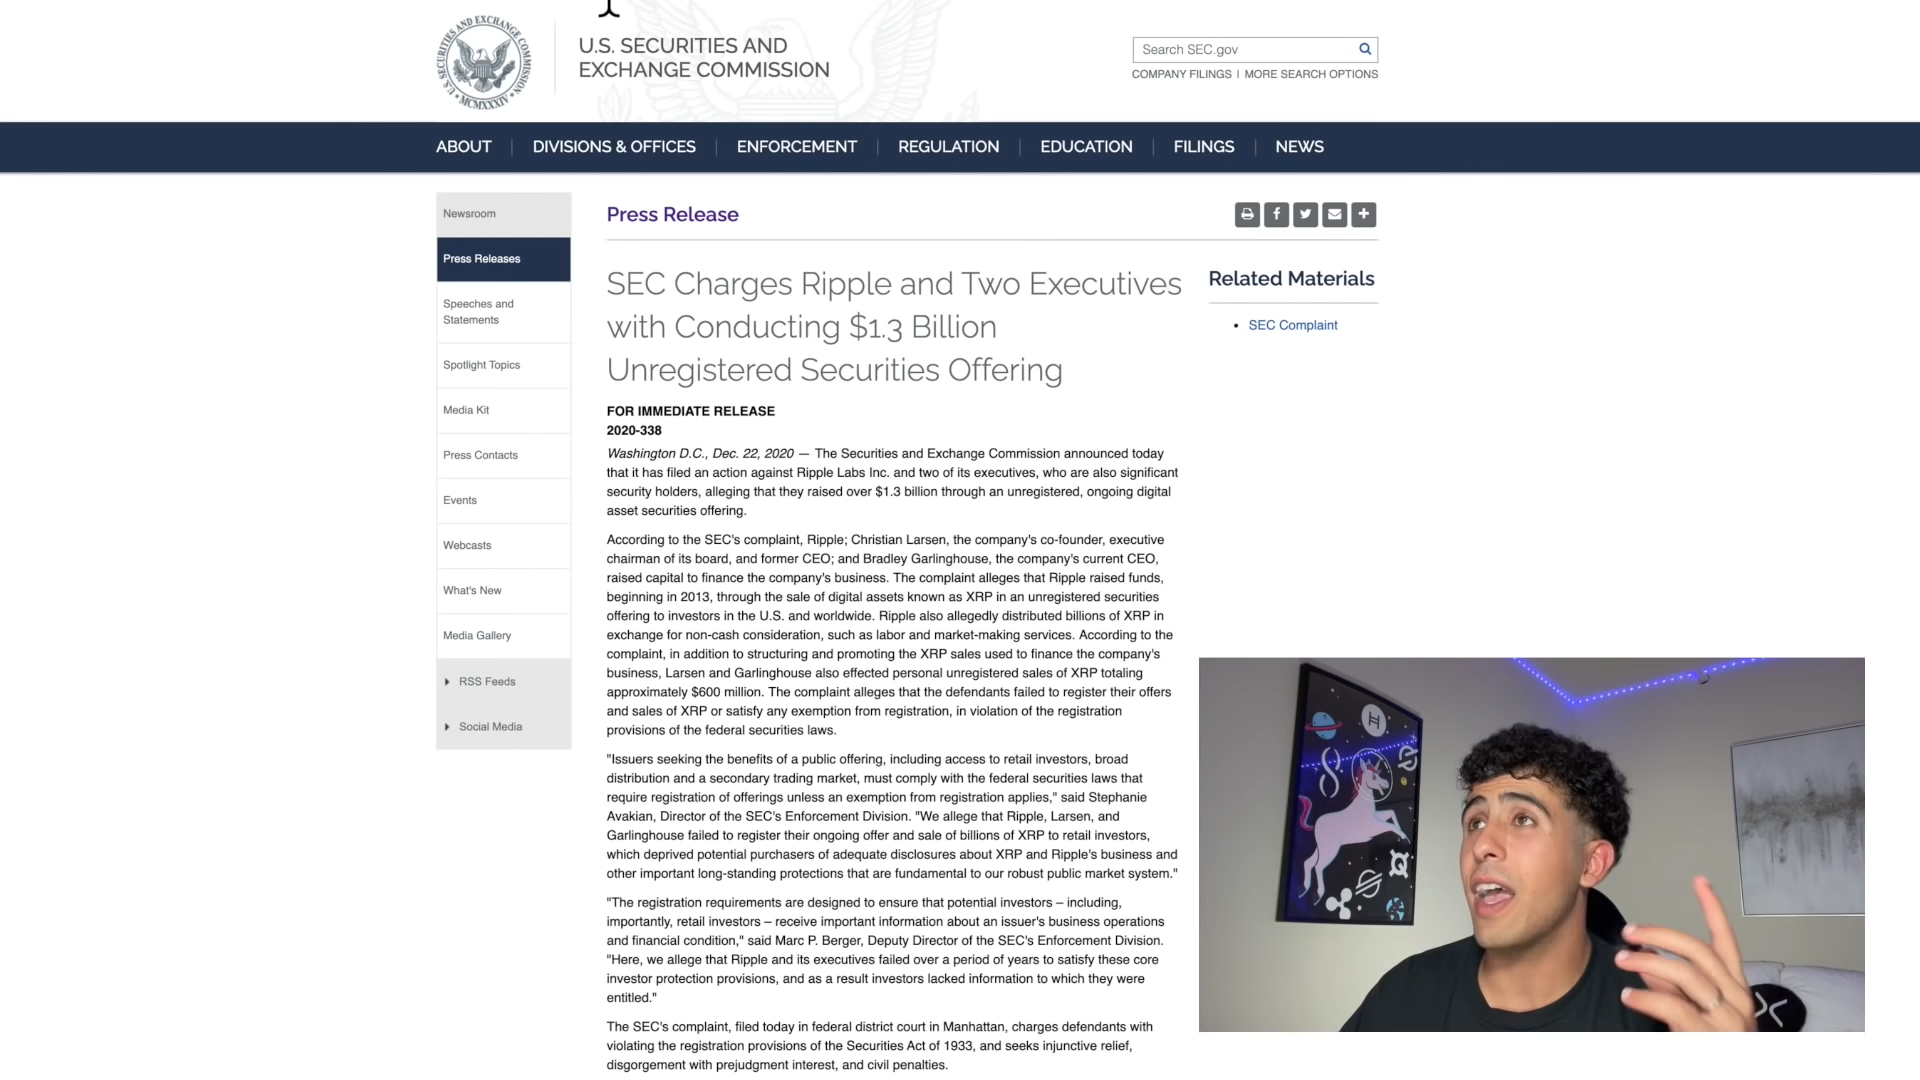 U.S. SECURITIES AND EXCHANGE COMMISSION
MCMXXXIV
U.S. SECURITIES AND
EXCHANGE COMMISSION
Search SEC.gov
COMPANY FILINGS | MORE SEARCH OPTIONS
ABOUT | DIVISIONS & OFFICES | ENFORCEMENT | REGULATION | EDUCATION | FILINGS | NEWS
Newsroom
Press Releases
Speeches and
Statements
Spotlight Topics
Media Kit
Press Contacts
Events
Webcasts
What's New
Media Gallery
RSS Feeds
Social Media
Press Release
SEC Charges Ripple and Two Executives
with Conducting $1.3 Billion
Unregistered Securities Offering
FOR IMMEDIATE RELEASE
2020-338
Washington D.C., Dec. 22, 2020 — The Securities and Exchange Commission announced today
that it has filed an action against Ripple Labs Inc. and two of its executives, who are also significant
security holders, alleging that they raised over $1.3 billion through an unregistered, ongoing digital
asset securities offering.
According to the SEC's complaint, Ripple; Christian Larsen, the company's co-founder, executive
chairman of its board, and former CEO; and Bradley Garlinghouse, the company's current CEO,
raised capital to finance the company's business. The complaint alleges that Ripple raised funds,
beginning in 2013, through the sale of digital assets known as XRP in an unregistered securities
offering to investors in the U.S. and worldwide. Ripple also allegedly distributed billions of XRP in
exchange for non-cash consideration, such as labor and market-making services. According to the
complaint, in addition to structuring and promoting the XRP sales used to finance the company's
business, Larsen and Garlinghouse also effected personal unregistered sales of XRP totaling
approximately $600 million. The complaint alleges that the defendants failed to register their offers
and sales of XRP or satisfy any exemption from registration, in violation of the registration
provisions of the federal securities laws.
"Issuers seeking the benefits of a public offering, including access to retail investors, broad
distribution and a secondary trading market, must comply with the federal securities laws that
require registration of offerings unless an exemption from registration applies," said Stephanie
Avakian, Director of the SEC's Enforcement Division. "We allege that Ripple, Larsen, and
Garlinghouse failed to register their ongoing offer and sale of billions of XRP to retail investors,
which deprived potential purchasers of adequate disclosures about XRP and Ripple's business and
other important long-standing protections that are fundamental to our robust public market system."
"The registration requirements are designed to ensure that potential investors – including,
importantly, retail investors – receive important information about an issuer's business operations
and financial condition," said Marc P. Berger, Deputy Director of the SEC's Enforcement Division.
"Here, we allege that Ripple and its executives failed over a period of years to satisfy these core
investor protection provisions, and as a result investors lacked information to which they were
entitled."
The SEC's complaint, filed today in federal district court in Manhattan, charges defendants with
violating the registration provisions of the Securities Act of 1933, and seeks injunctive relief,
disgorgement with prejudgment interest, and civil penalties.
Related Materials
• SEC Complaint